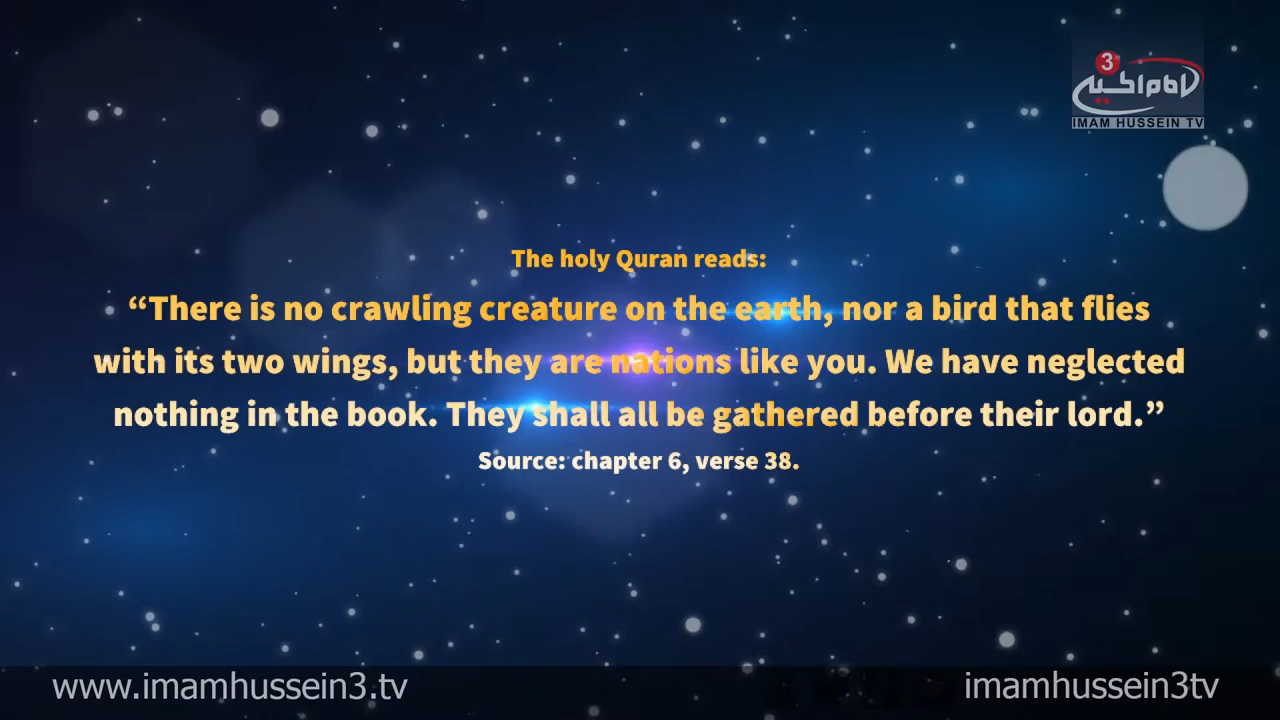 3
الامام الحسين
IMAM HUSSEIN TV
The holy Quran reads:
“There is no crawling creature on the earth, nor a bird that flies
with its two wings, but they are nations like you. We have neglected
nothing in the book. They shall all be gathered before their lord.”
Source: chapter 6, verse 38.
www.imamhussein3.tv
imamhussein3tv